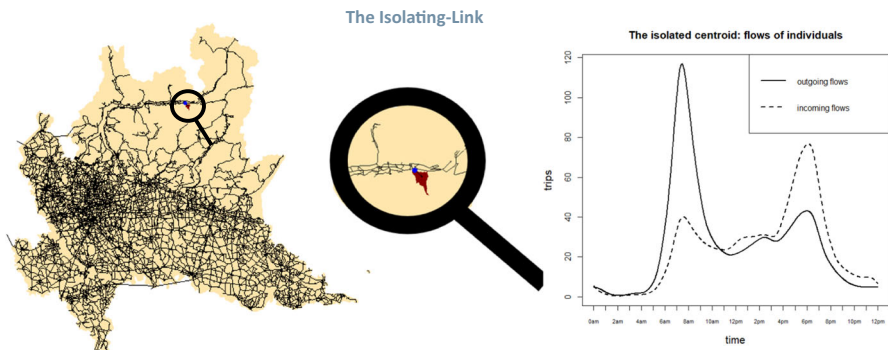 The Isolating-Link
The isolated centroid: flows of individuals
outgoing flows
incoming flows
trips
120
100
80
60
40
20
0
0am 2am 4am 6am 8am 10am 12am 2pm 4pm 6pm 8pm 10pm 12pm
time